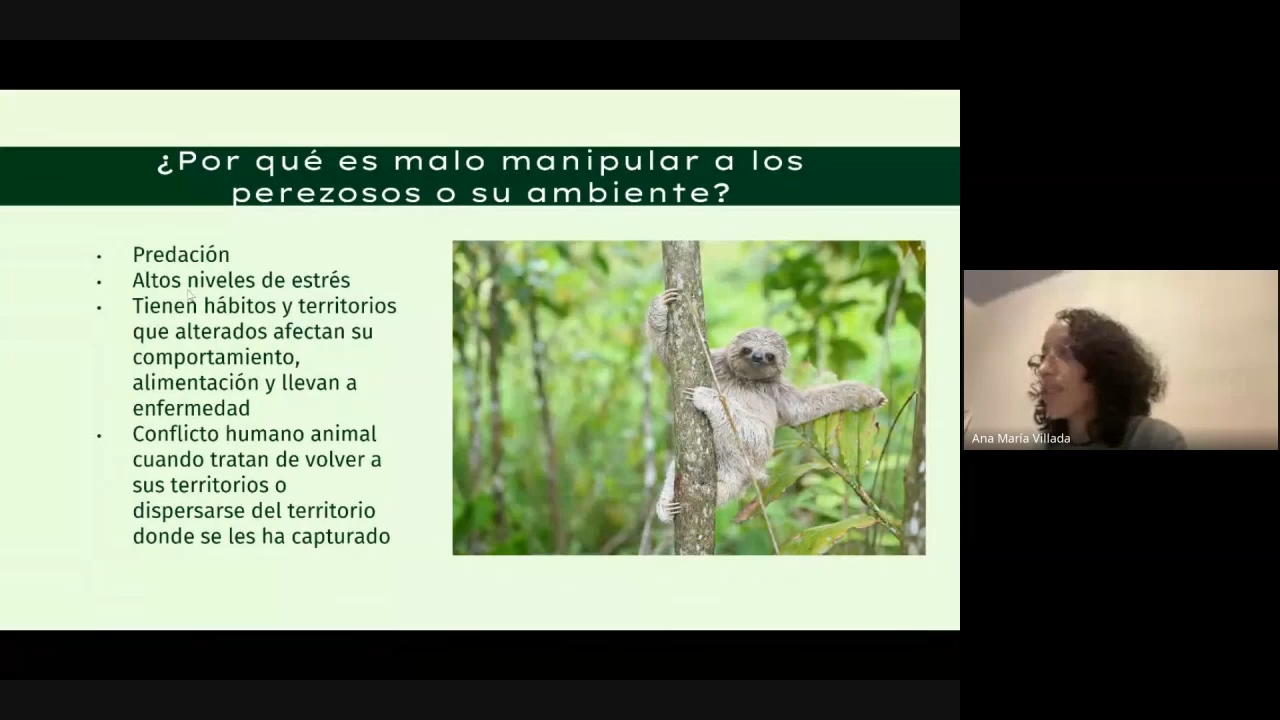 ¿Por qué es malo manipular a los
perezosos o su ambiente?
• Predación
• Altos niveles de estrés
• Tienen hábitos y territorios
que alterados afectan su
comportamiento,
alimentación y llevan a
enfermedad
• Conflicto humano animal
cuando tratan de volver a
sus territorios o
dispersarse del territorio
donde se les ha capturado
Ana María Villada